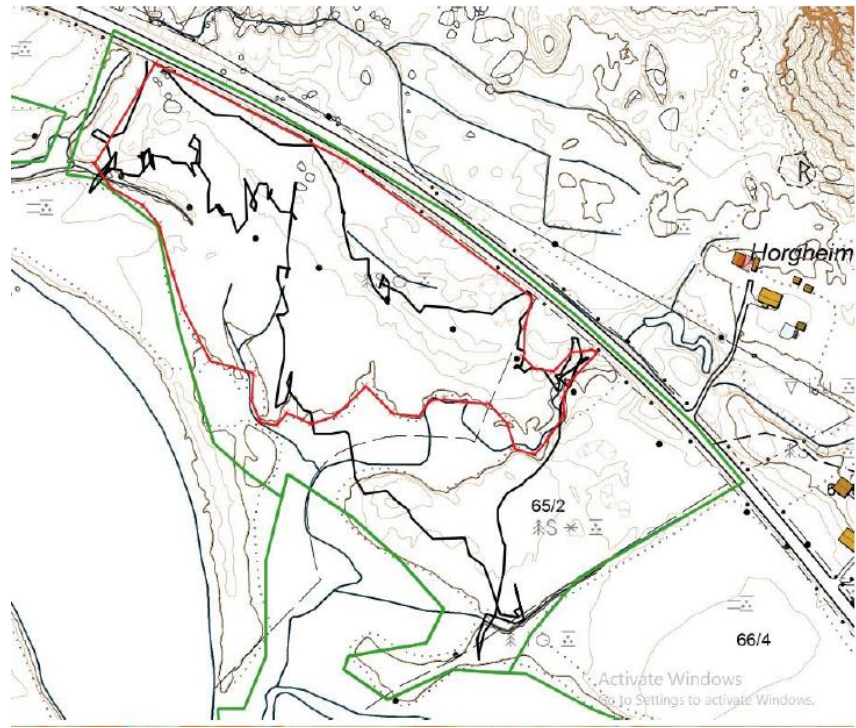 R
Horgheim
65/2
S
66/4
Activate Windows
Go to Settings to activate Windows.